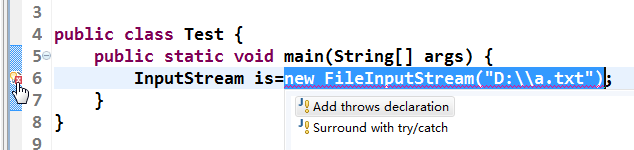 3
4 public class Test {
5 public static void main(String[] args) {
6 InputStream is=new FileInputStream("D:\\a.txt");
7 }
8 }
9
Add throws declaration
Surround with try/catch